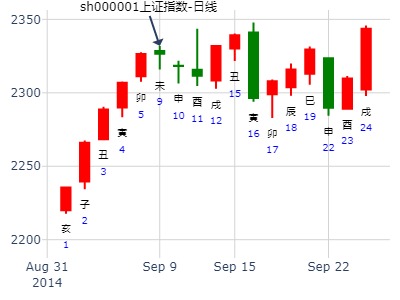 sh000001上证指数-日线
2350
2300
2250
2200
亥
1
子
2
丑
3
寅
4
卯
5
未
9
申
10
酉
11
戌
12
丑
15
寅
16
卯
17
辰
18
巳
19
申
22
酉
23
戌
24
Aug 31
2014
Sep 9
Sep 15
Sep 22